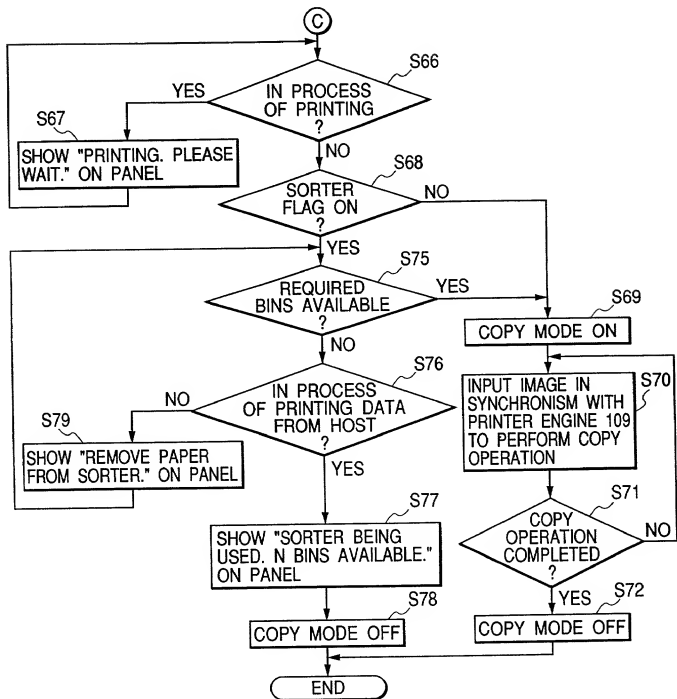 C
S66
IN PROCESS
OF PRINTING
?
YES
NO
S67
SHOW "PRINTING. PLEASE
WAIT." ON PANEL
S68
SORTER
FLAG ON
?
NO
YES
S75
REQUIRED
BINS AVAILABLE
?
YES
NO
S69
COPY MODE ON
S76
IN PROCESS
OF PRINTING DATA
FROM HOST
?
NO
YES
S79
SHOW "REMOVE PAPER
FROM SORTER." ON PANEL
S70
INPUT IMAGE IN
SYNCHRONISM WITH
PRINTER ENGINE 109
TO PERFORM COPY
OPERATION
S77
SHOW "SORTER BEING
USED. N BINS AVAILABLE."
ON PANEL
S71
COPY
OPERATION
COMPLETED
?
NO
YES
S78
COPY MODE OFF
S72
COPY MODE OFF
END